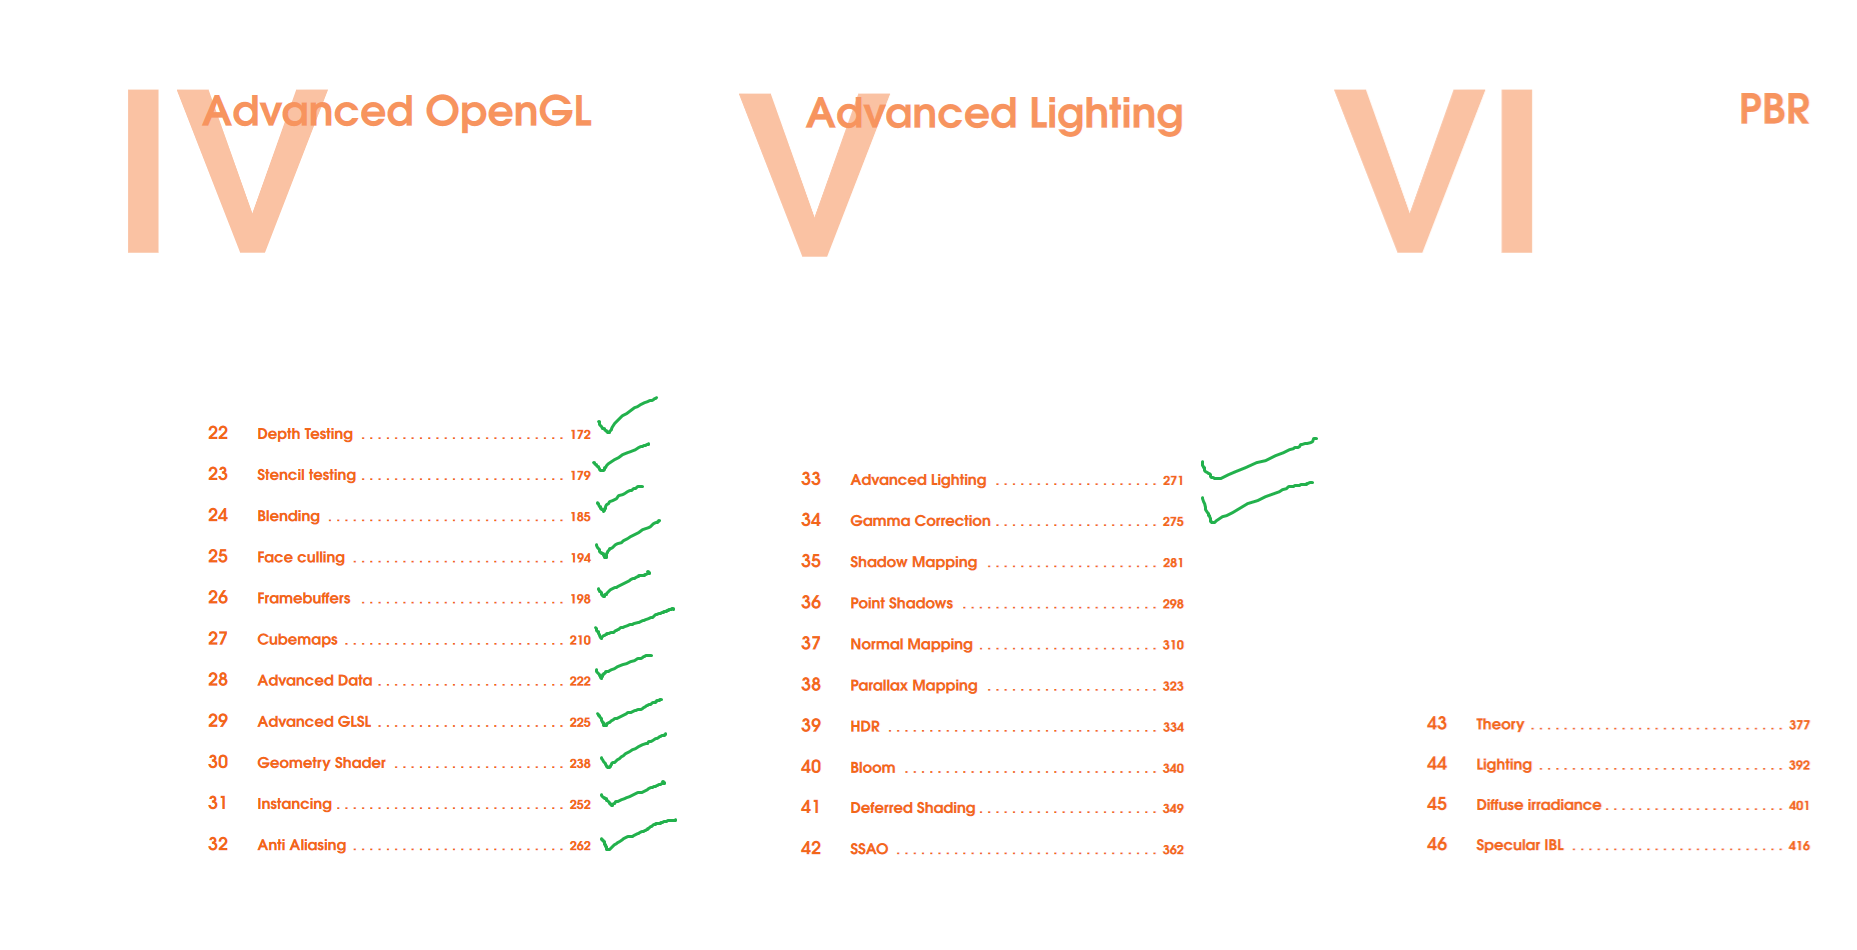 IV
Advanced OpenGL
22 Depth Testing . . . . . . . . . . . . . . . . . . . . . . . . . 172
23 Stencil testing . . . . . . . . . . . . . . . . . . . . . . . . . 179
24 Blending . . . . . . . . . . . . . . . . . . . . . . . . . . . . . 185
25 Face culling . . . . . . . . . . . . . . . . . . . . . . . . . . 194
26 Framebuffers . . . . . . . . . . . . . . . . . . . . . . . . . 198
27 Cubemaps . . . . . . . . . . . . . . . . . . . . . . . . . . . 210
28 Advanced Data . . . . . . . . . . . . . . . . . . . . . . . 222
29 Advanced GLSL . . . . . . . . . . . . . . . . . . . . . . . 225
30 Geometry Shader . . . . . . . . . . . . . . . . . . . . . 238
31 Instancing . . . . . . . . . . . . . . . . . . . . . . . . . . . . 252
32 Anti Aliasing . . . . . . . . . . . . . . . . . . . . . . . . . . 262
V
Advanced Lighting
33 Advanced Lighting . . . . . . . . . . . . . . . . . . . . 271
34 Gamma Correction . . . . . . . . . . . . . . . . . . . . 275
35 Shadow Mapping . . . . . . . . . . . . . . . . . . . . . 281
36 Point Shadows . . . . . . . . . . . . . . . . . . . . . . . . 298
37 Normal Mapping . . . . . . . . . . . . . . . . . . . . . . 310
38 Parallax Mapping . . . . . . . . . . . . . . . . . . . . . 323
39 HDR . . . . . . . . . . . . . . . . . . . . . . . . . . . . . . . . . 334
40 Bloom . . . . . . . . . . . . . . . . . . . . . . . . . . . . . . . 340
41 Deferred Shading . . . . . . . . . . . . . . . . . . . . . . 349
42 SSAO . . . . . . . . . . . . . . . . . . . . . . . . . . . . . . . . 362
VI
PBR
43 Theory . . . . . . . . . . . . . . . . . . . . . . . . . . . . . . . 377
44 Lighting . . . . . . . . . . . . . . . . . . . . . . . . . . . . . . 392
45 Diffuse irradiance . . . . . . . . . . . . . . . . . . . . . . 401
46 Specular IBL . . . . . . . . . . . . . . . . . . . . . . . . . . 416